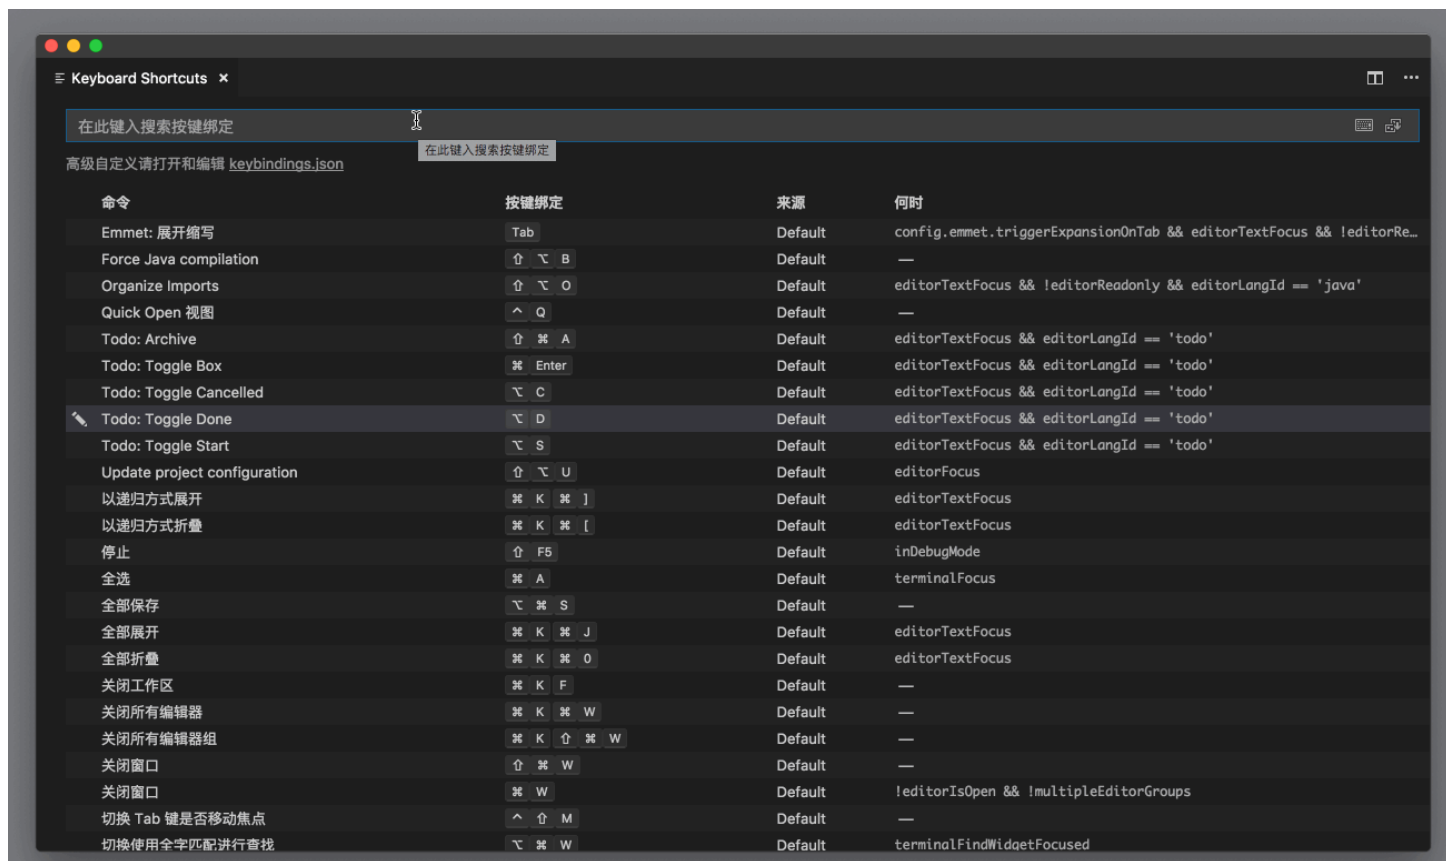 Keyboard Shortcuts ×
在此键入搜索按键绑定
在此键入搜索按键绑定
高级自定义请打开和编辑 keybindings.json
命令 按键绑定 来源 何时
Emmet: 展开缩写 Tab Default config.emmet.triggerExpansionOnTab && editorTextFocus && !editorRe…
Force Java compilation ⇧ ⌥ B Default —
Organize Imports ⇧ ⌥ O Default editorTextFocus && !editorReadonly && editorLangId == 'java'
Quick Open 视图 ^ Q Default —
Todo: Archive ⇧ ⌘ A Default editorTextFocus && editorLangId == 'todo'
Todo: Toggle Box ⌘ Enter Default editorTextFocus && editorLangId == 'todo'
Todo: Toggle Cancelled ⌥ C Default editorTextFocus && editorLangId == 'todo'
Todo: Toggle Done ⌥ D Default editorTextFocus && editorLangId == 'todo'
Todo: Toggle Start ⌥ S Default editorTextFocus && editorLangId == 'todo'
Update project configuration ⇧ ⌥ U Default editorFocus
以递归方式展开 ⌘ K ⌘ ] Default editorTextFocus
以递归方式折叠 ⌘ K ⌘ [ Default editorTextFocus
停止 ⇧ F5 Default inDebugMode
全选 ⌘ A Default terminalFocus
全部保存 ⌥ ⌘ S Default —
全部展开 ⌘ K ⌘ J Default editorTextFocus
全部折叠 ⌘ K ⌘ 0 Default editorTextFocus
关闭工作区 ⌘ K F Default —
关闭所有编辑器 ⌘ K ⌘ W Default —
关闭所有编辑器组 ⌘ K ⇧ ⌘ W Default —
关闭窗口 ⇧ ⌘ W Default —
关闭窗口 ⌘ W Default !editorIsOpen && !multipleEditorGroups
切换 Tab 键是否移动焦点 ^ ⇧ M Default —
切换使用全字匹配进行查找 ⌥ ⌘ W Default terminalFindWidgetFocused